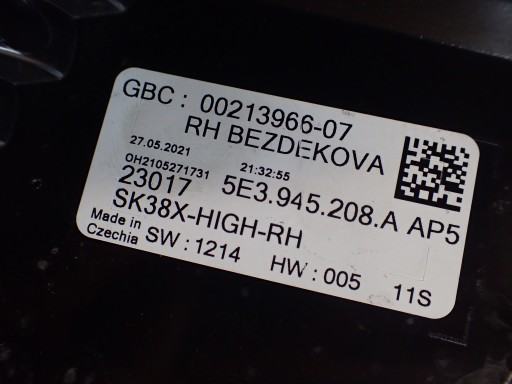 GBC: 00213966-07
RH BEZDEKOVA
27.05.2021 21:32:55
OH2105271731
23017 5E3.945.208.A AP5
SK38X-HIGH-RH
Made in
Czechia SW:1214 HW:005 11S